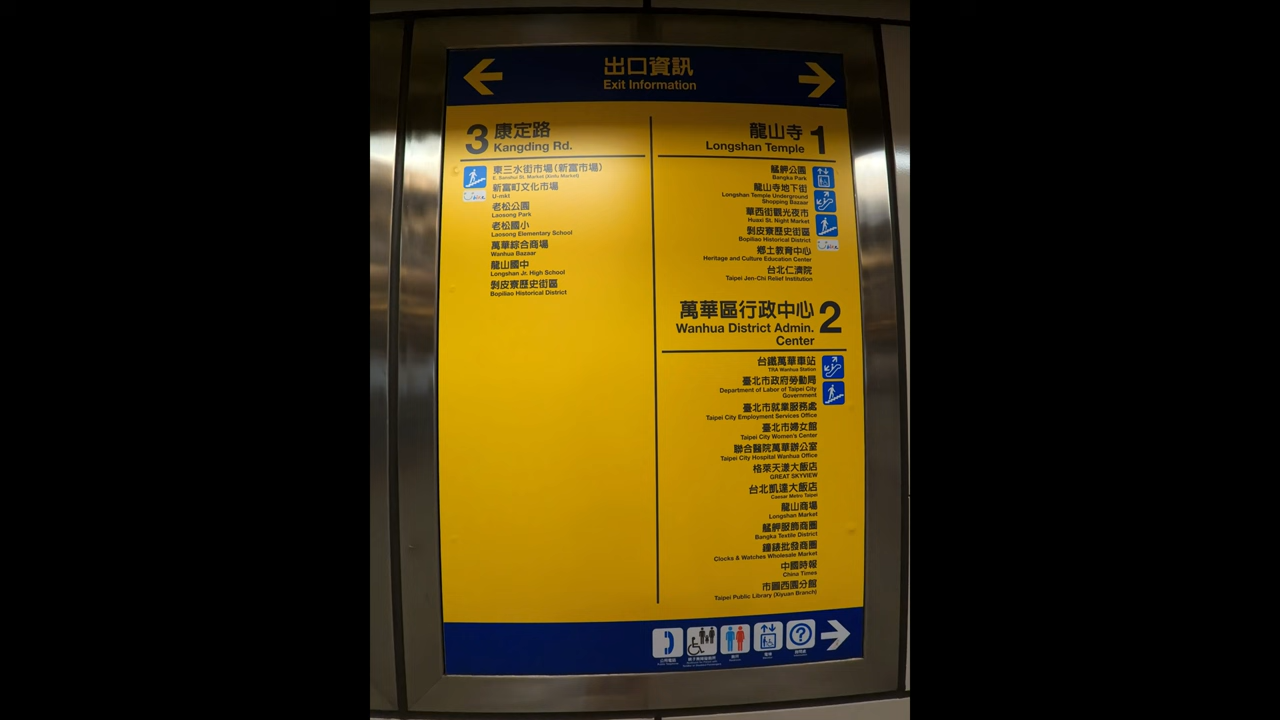 出口資訊
Exit Information
3 康定路
Kangding Rd.
東三水街市場(新富市場)
E. Sanshui St. Market (Xinfu Market)
新富町文化市場
U-mkt
老松公園
Laosong Park
老松國小
Laosong Elementary School
萬華綜合商場
Wanhua Bazaar
龍山國中
Longshan Jr. High School
剝皮寮歷史街區
Bopiliao Historical District
龍山寺 1
Longshan Temple
艋舺公園
Bangka Park
龍山寺地下街
Longshan Temple Underground
Shopping Bazaar
華西街觀光夜市
Huaxi St. Night Market
剝皮寮歷史街區
Bopiliao Historical District
鄉土教育中心
Heritage and Culture Education Center
台北仁濟院
Taipei Jen-Chi Relief Institution
萬華區行政中心 2
Wanhua District Admin.
Center
台鐵萬華車站
TRA Wanhua Station
臺北市政府勞動局
Department of Labor of Taipei City
Government
臺北市就業服務處
Taipei City Employment Services Office
臺北市婦女館
Taipei City Women's Center
聯合醫院萬華辦公室
Taipei City Hospital Wanhua Office
格萊天漾大飯店
GREAT SKYVIEW
台北凱達大飯店
Caesar Metro Taipei
龍山商場
Longshan Market
艋舺服飾商圈
Bangka Textile District
鐘錶批發商圈
Clocks & Watches Wholesale Market
中國時報
China Times
市圖西園分館
Taipei Public Library (Xiyuan Branch)